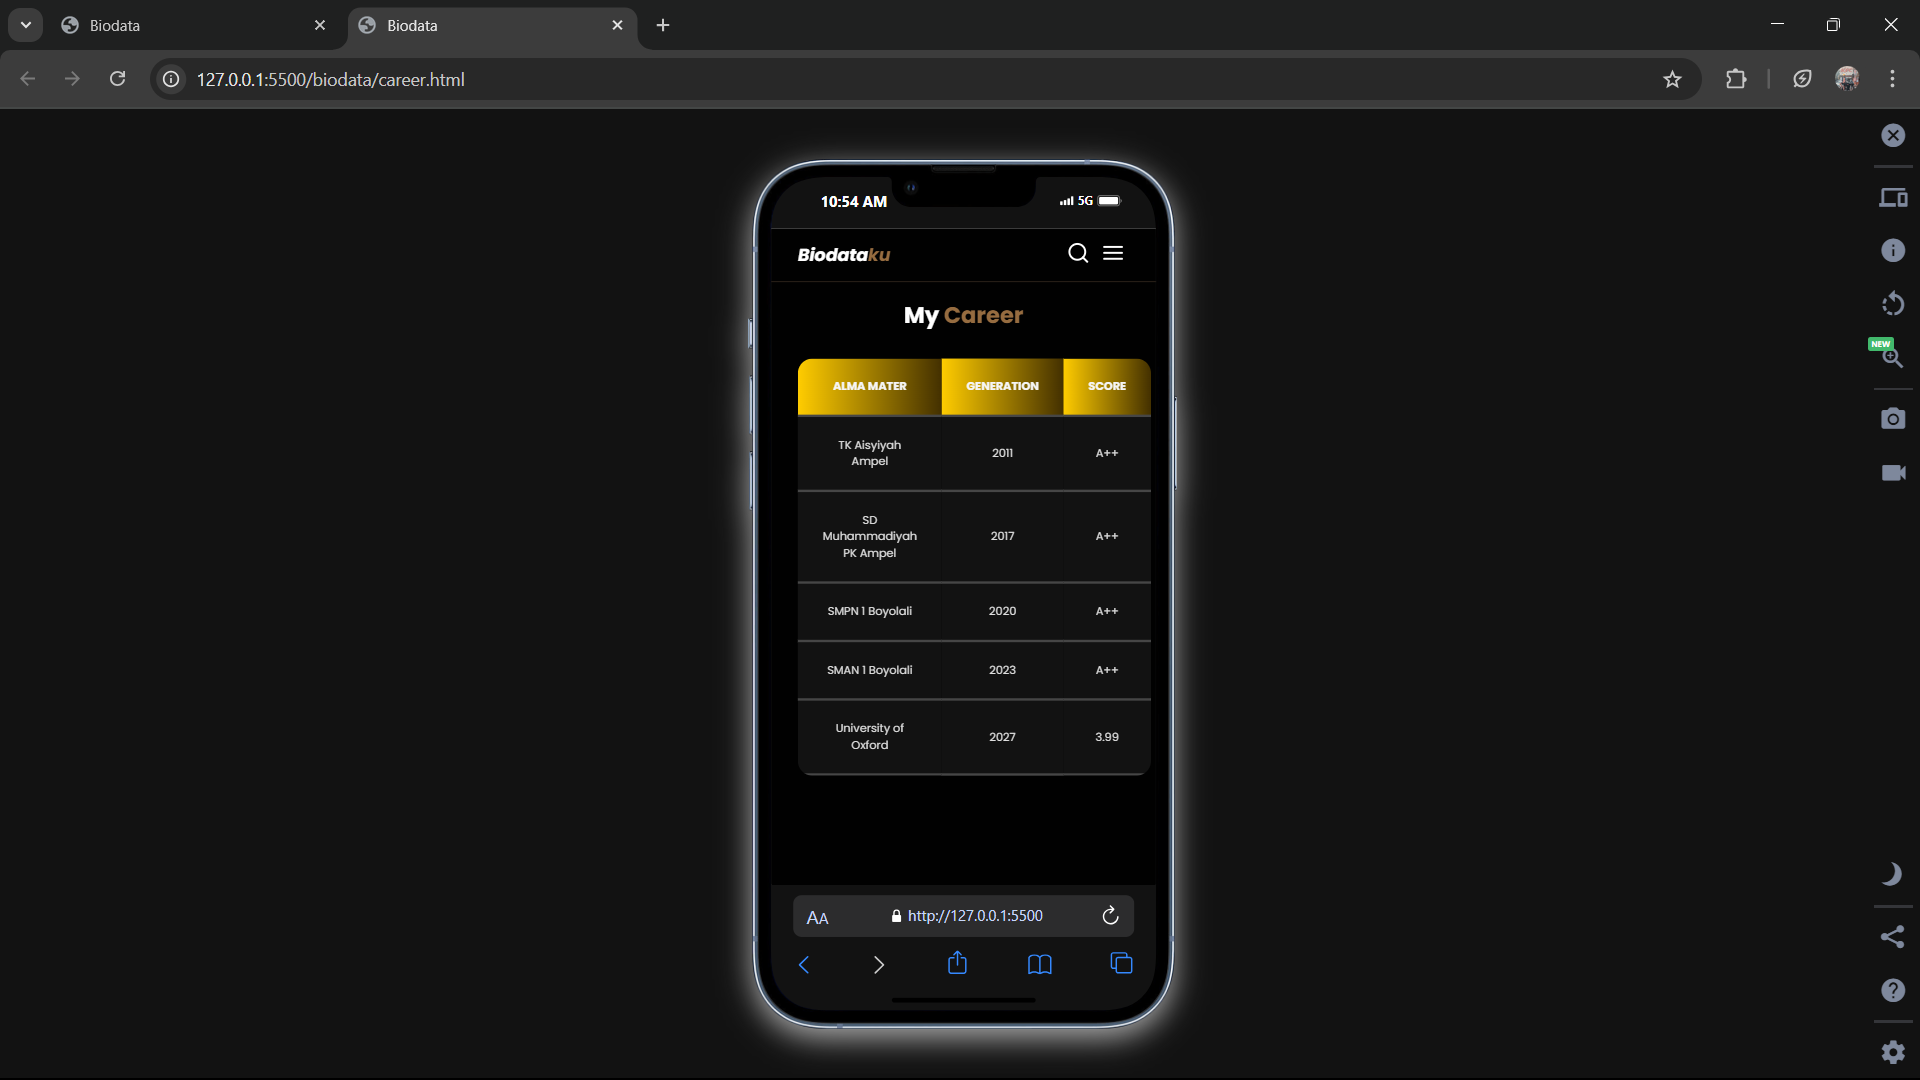 Biodata
Biodata
127.0.0.1:5500/biodata/career.html
NEW
10:54 AM
5G
Biodataku
My Career
ALMA MATER GENERATION SCORE
TK Aisyiyah
Ampel
2011 A++
SD
Muhammadiyah
PK Ampel
2017 A++
SMPN 1 Boyolali 2020 A++
SMAN 1 Boyolali 2023 A++
University of
Oxford
2027 3.99
AA http://127.0.0.1:5500